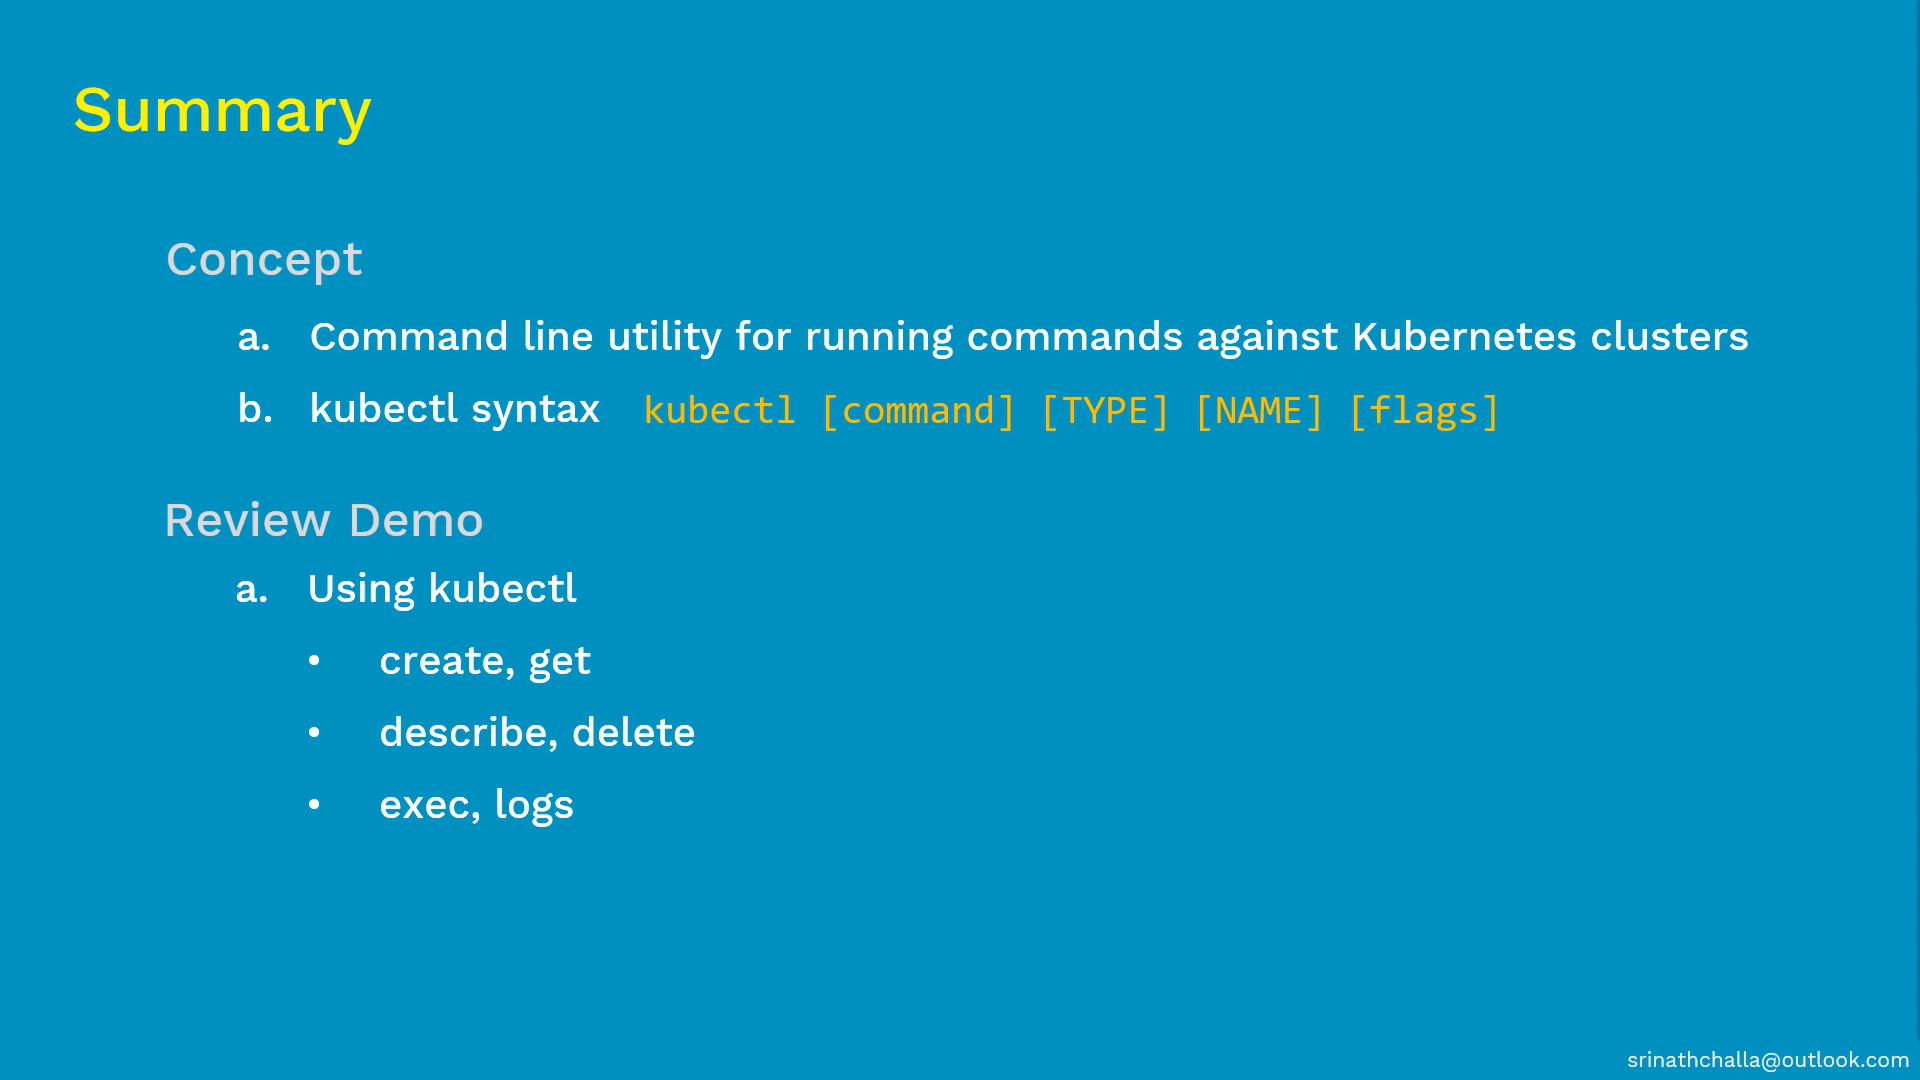 Summary
Concept
a. Command line utility for running commands against Kubernetes clusters
b. kubectl syntax kubectl [command] [TYPE] [NAME] [flags]
Review Demo
a. Using kubectl
• create, get
• describe, delete
• exec, logs
srinathchalla@outlook.com